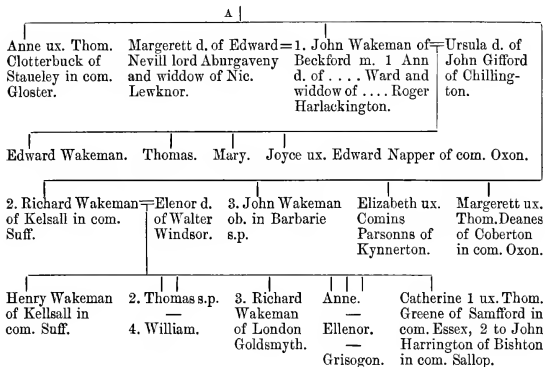 A
Anne ux. Thom.
Clotterbuck of
Staueley in com.
Gloster.
Margerett d. of Edward=
Nevill lord Aburgaveny
and widdow of Nic.
Lewknor.
1. John Wakeman of
Beckford m. 1 Ann
d. of .... Ward and
widdow of .... Roger
Harlackington.
Ursula d. of
John Gifford
of Chilling-
ton.
Edward Wakeman. Thomas. Mary. Joyce ux. Edward Napper of com. Oxon.
2. Richard Wakeman
of Kelsall in com.
Suff.
Elenor d.
of Walter
Windsor.
3. John Wakeman
ob. in Barbarie
s.p.
Elizabeth ux.
Comins
Parsonns of
Kynnerton.
Margerett ux.
Thom. Deanes
of Coberton
in com. Oxon.
Henry Wakeman
of Kellsall in
com. Suff.
2. Thomas s.p.
—
4. William.
3. Richard
Wakeman
of London
Goldsmyth.
Anne.
—
Ellenor.
—
Grisogon.
Catherine 1 ux. Thom.
Greene of Samfford in
com. Essex, 2 to John
Harrington of Bishton
in com. Sallop.